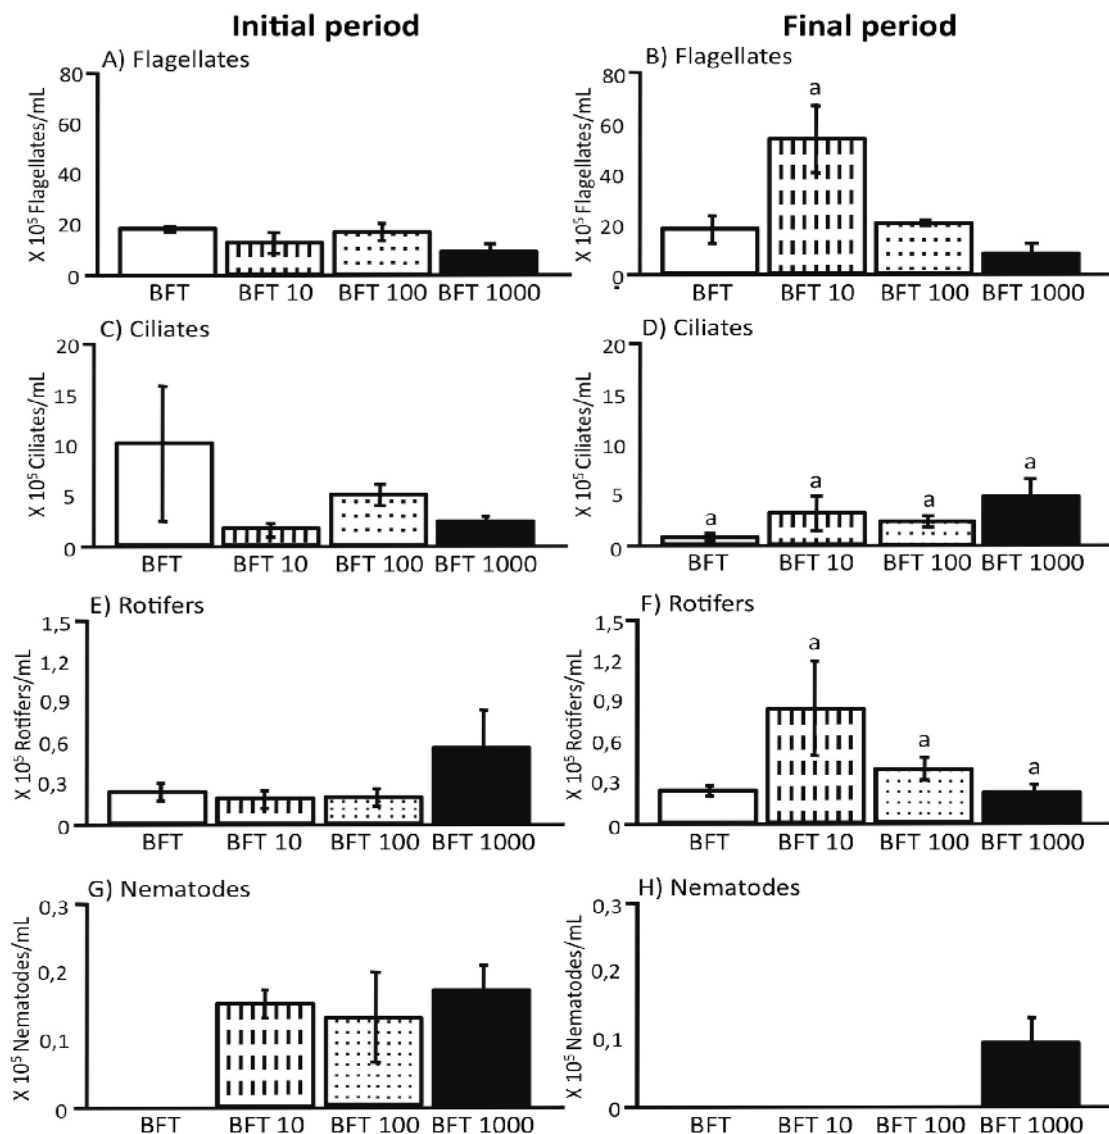 Initial period
Final period
A) Flagellates
B) Flagellates
X 10⁵ Flagellates/mL
80
60
40
20
0
BFT BFT 10 BFT 100 BFT 1000
X 10⁵ Flagellates/mL
80
60
40
20
0
a
BFT BFT 10 BFT 100 BFT 1000
C) Ciliates
D) Ciliates
X 10⁵ Ciliates/mL
20
15
10
5
0
BFT BFT 10 BFT 100 BFT 1000
X 10⁵ Ciliates/mL
20
15
10
5
0
a a a a
BFT BFT 10 BFT 100 BFT 1000
E) Rotifers
F) Rotifers
X 10⁵ Rotifers/mL
1,5
1,2
0,9
0,6
0,3
0
BFT BFT 10 BFT 100 BFT 1000
X 10⁵ Rotifers/mL
1,5
1,2
0,9
0,6
0,3
0
a a a
BFT BFT 10 BFT 100 BFT 1000
G) Nematodes
H) Nematodes
X 10⁵ Nematodes/mL
0,3
0,2
0,1
0
BFT BFT 10 BFT 100 BFT 1000
X 10⁵ Nematodes/mL
0,3
0,2
0,1
0
BFT BFT 10 BFT 100 BFT 1000